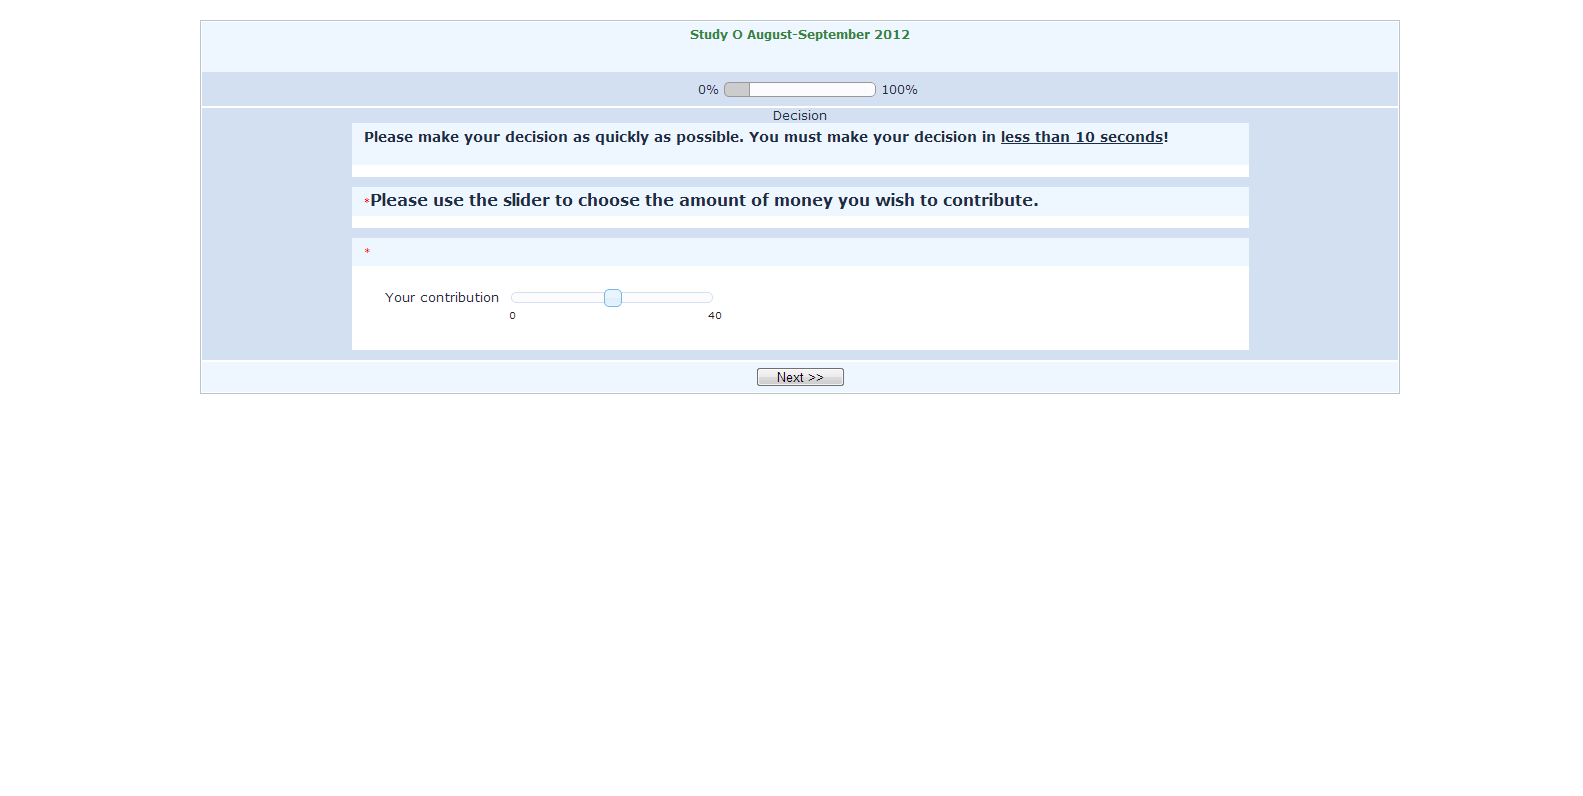 Study O August-September 2012
0% 100%
Decision
Please make your decision as quickly as possible. You must make your decision in less than 10 seconds!
*Please use the slider to choose the amount of money you wish to contribute.
*
Your contribution
0 40
Next >>